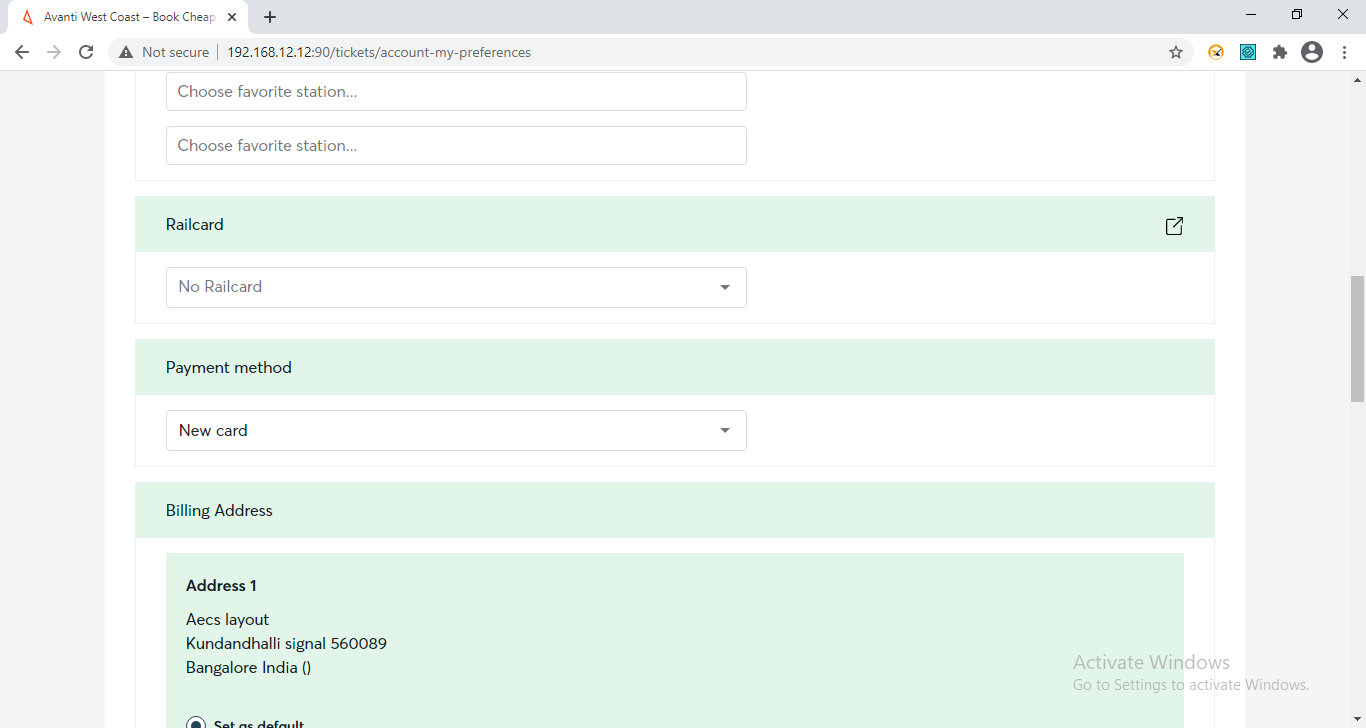 Avanti West Coast – Book Cheap
Not secure
192.168.12.12:90/tickets/account-my-preferences
Choose favorite station...
Choose favorite station...
Railcard
No Railcard
Payment method
New card
Billing Address
Address 1
Aecs layout
Kundandhalli signal 560089
Bangalore India ()
Set as default
Activate Windows
Go to Settings to activate Windows.